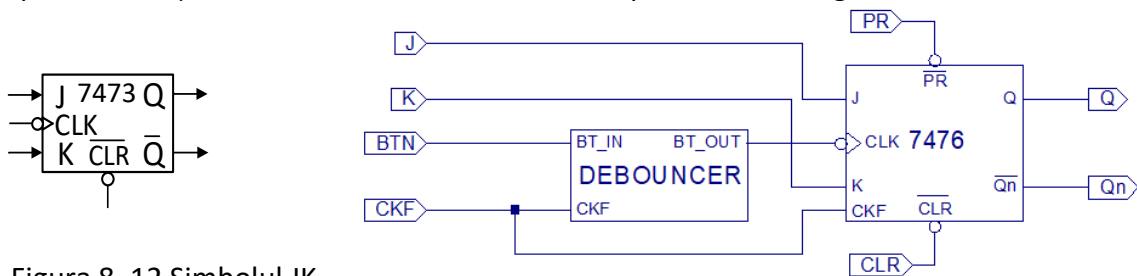 J 7473 Q
CLK
K CLR Q
J
K
BTN
CKF
BT_IN BT_OUT
DEBOUNCER
CKF
PR
PR
J Q
CLK 7476
K Qn
CKF CLR
CLR
Q
Qn
Figura 8. 12 Simbolul JK